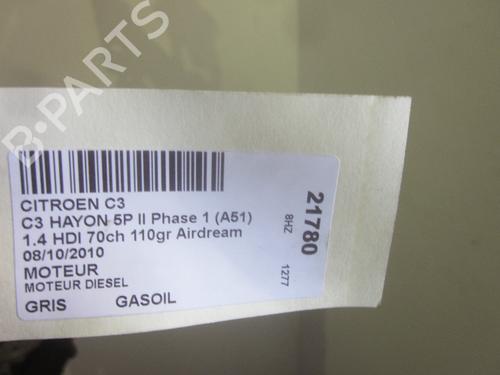 B-PARTS
CITROEN C3
C3 HAYON 5P II Phase 1 (A51)
1.4 HDI 70ch 110gr Airdream
08/10/2010
MOTEUR
MOTEUR DIESEL
GRIS GASOIL
21780
8HZ 1277